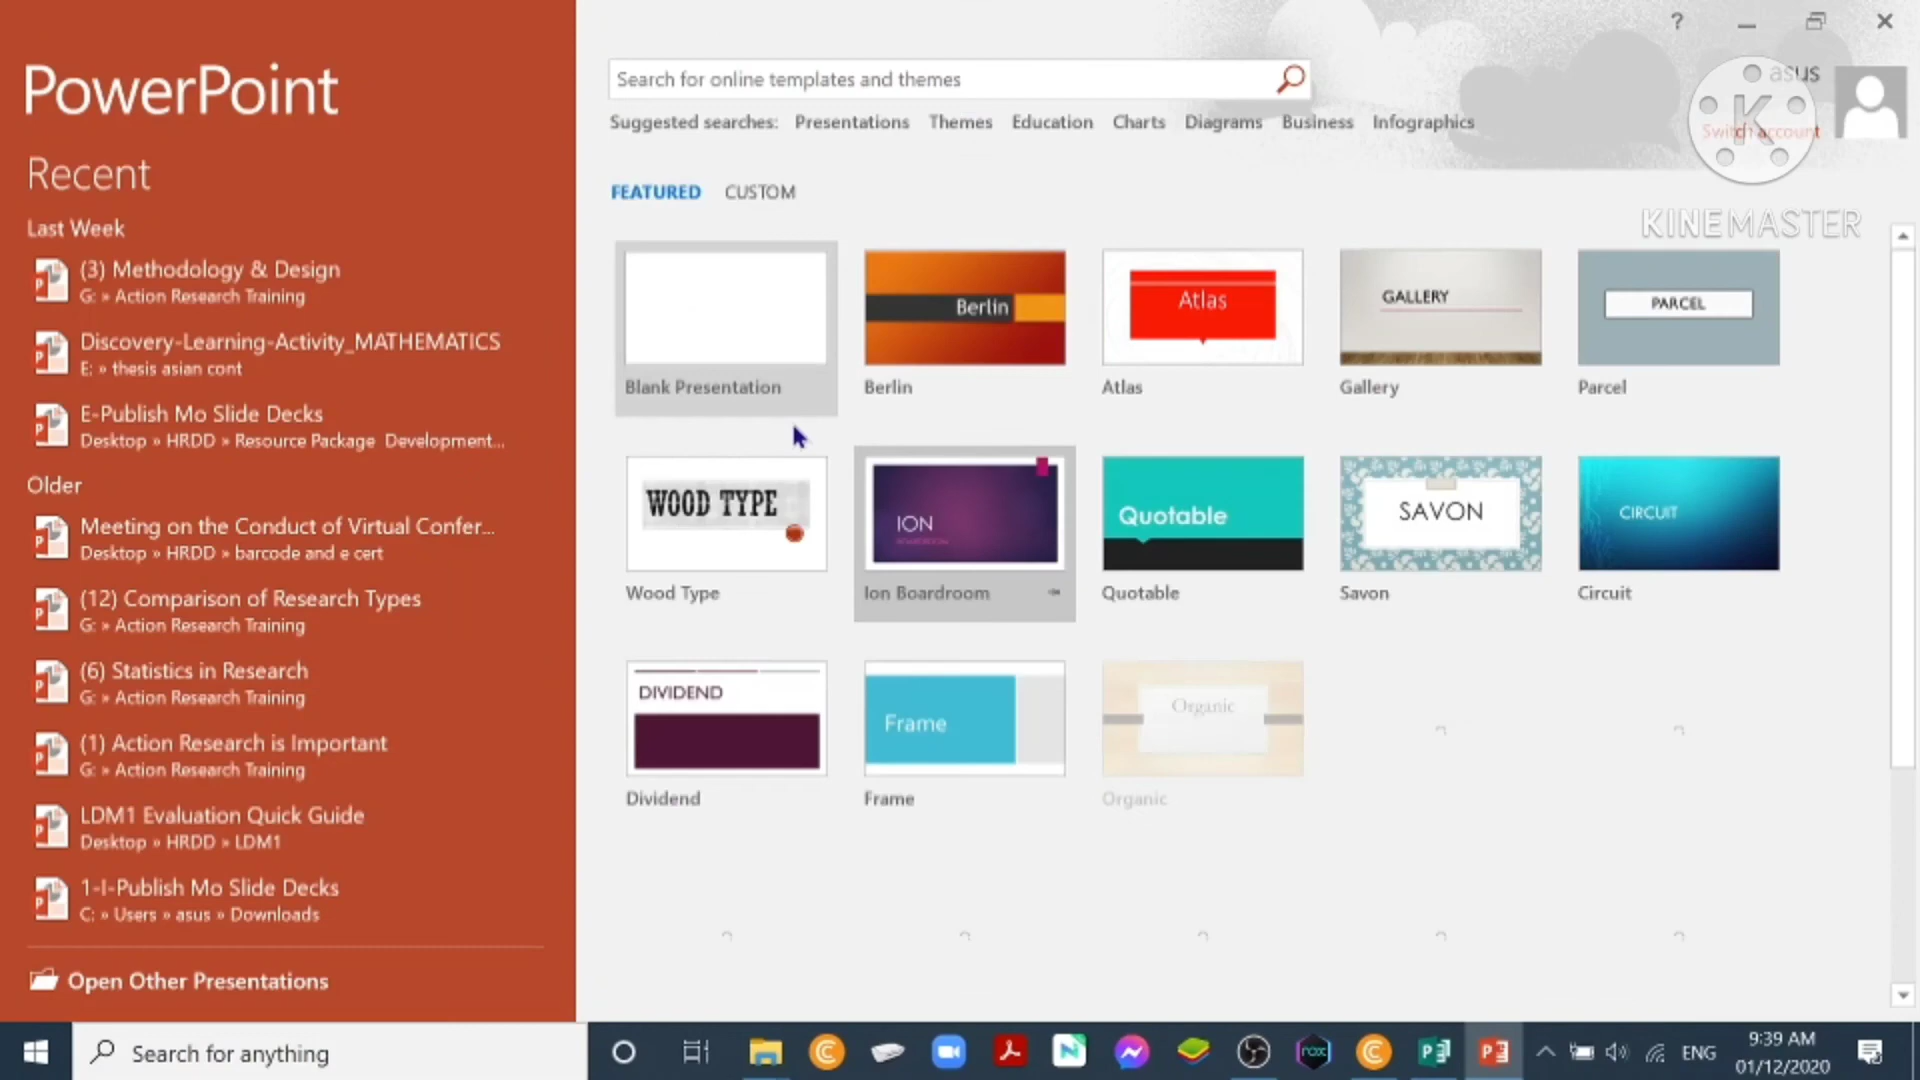 PowerPoint
Recent
Last Week
(3) Methodology & Design
G: » Action Research Training
Discovery-Learning-Activity_MATHEMATICS
E: » thesis asian cont
E-Publish Mo Slide Decks
Desktop » HRDD » Resource Package Development...
Older
Meeting on the Conduct of Virtual Confer...
Desktop » HRDD » barcode and e cert
(12) Comparison of Research Types
G: » Action Research Training
(6) Statistics in Research
G: » Action Research Training
(1) Action Research is Important
G: » Action Research Training
LDM1 Evaluation Quick Guide
Desktop » HRDD » LDM1
1-I-Publish Mo Slide Decks
C: » Users » asus » Downloads
Open Other Presentations
?
Search for online templates and themes
asus
Switch account
K
KINEMASTER
Suggested searches: Presentations Themes Education Charts Diagrams Business Infographics
FEATURED CUSTOM
Berlin
Atlas
GALLERY
PARCEL
Blank Presentation Berlin Atlas Gallery Parcel
WOOD TYPE
ION
BOARDROOM
Quotable
SAVON
CIRCUIT
Wood Type Ion Boardroom Quotable Savon Circuit
DIVIDEND
Frame
Organic
Dividend Frame Organic
Search for anything
nox
ENG
9:39 AM
01/12/2020